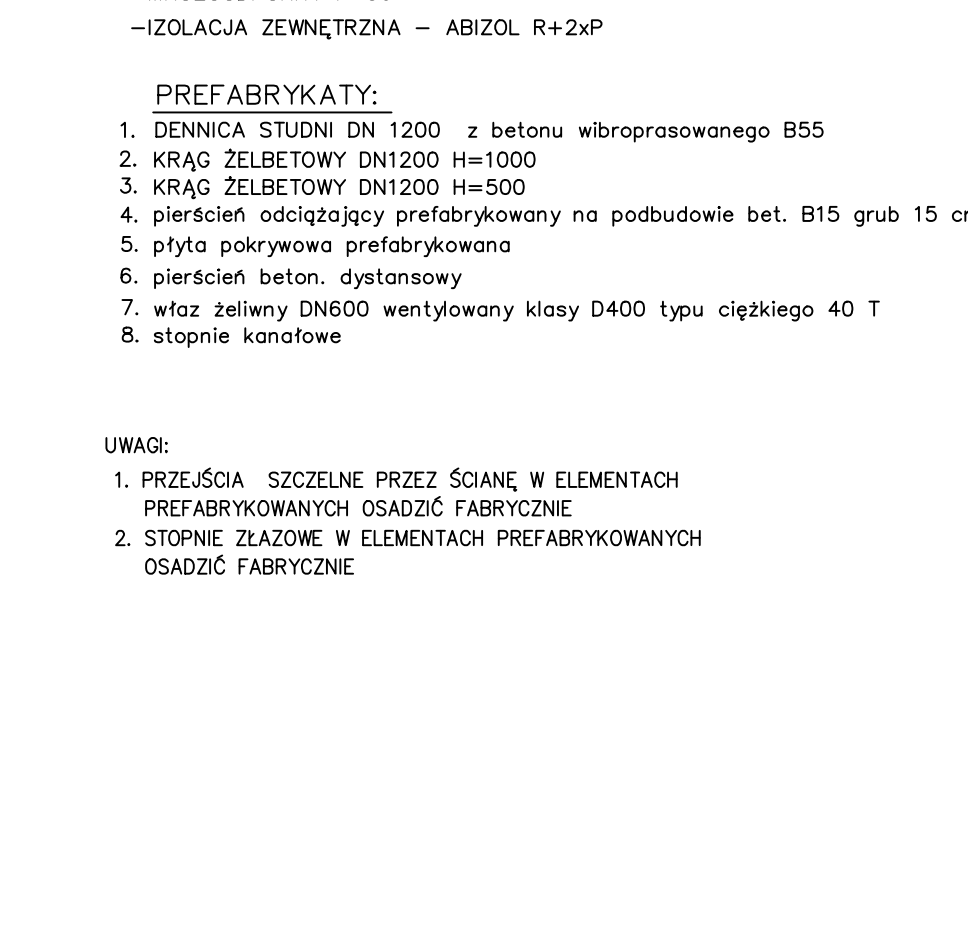 -IZOLACJA ZEWNĘTRZNA - ABIZOL R+2xP
PREFABRYKATY:
1. DENNICA STUDNI DN 1200 z betonu wibroprasowanego B55
2. KRĄG ŻELBETOWY DN1200 H=1000
3. KRĄG ŻELBETOWY DN1200 H=500
4. pierścień odciążający prefabrykowany na podbudowie bet. B15 grub 15
5. płyta pokrywowa prefabrykowana
6. pierścień beton. dystansowy
7. właz żeliwny DN600 wentylowany klasy D400 typu ciężkiego 40 T
8. stopnie kanałowe
UWAGI:
1. PRZEJŚCIA SZCZELNE PRZEZ ŚCIANĘ W ELEMENTACH
PREFABRYKOWANYCH OSADZIĆ FABRYCZNIE
2. STOPNIE ZŁAZOWE W ELEMENTACH PREFABRYKOWANYCH
OSADZIĆ FABRYCZNIE